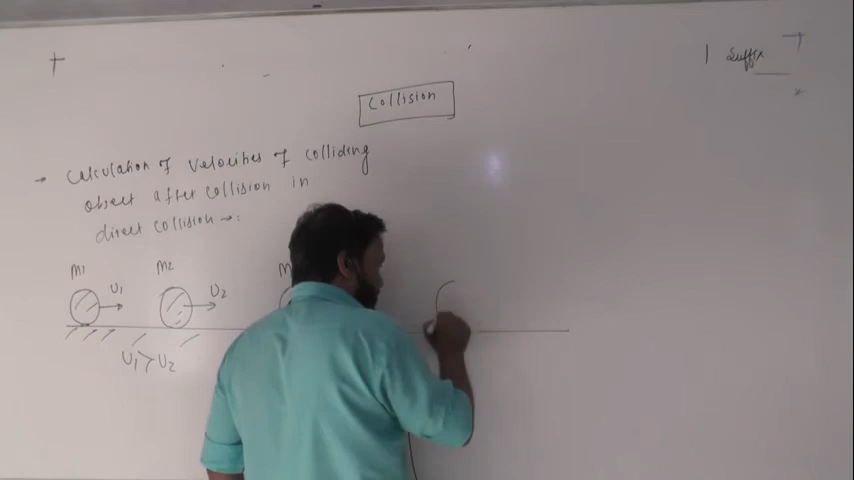 Suffix
Collision
→ Calculation of velocities of colliding
object after collision in
direct collision →:
M1 M2 M
U1 U2
U1 > U2